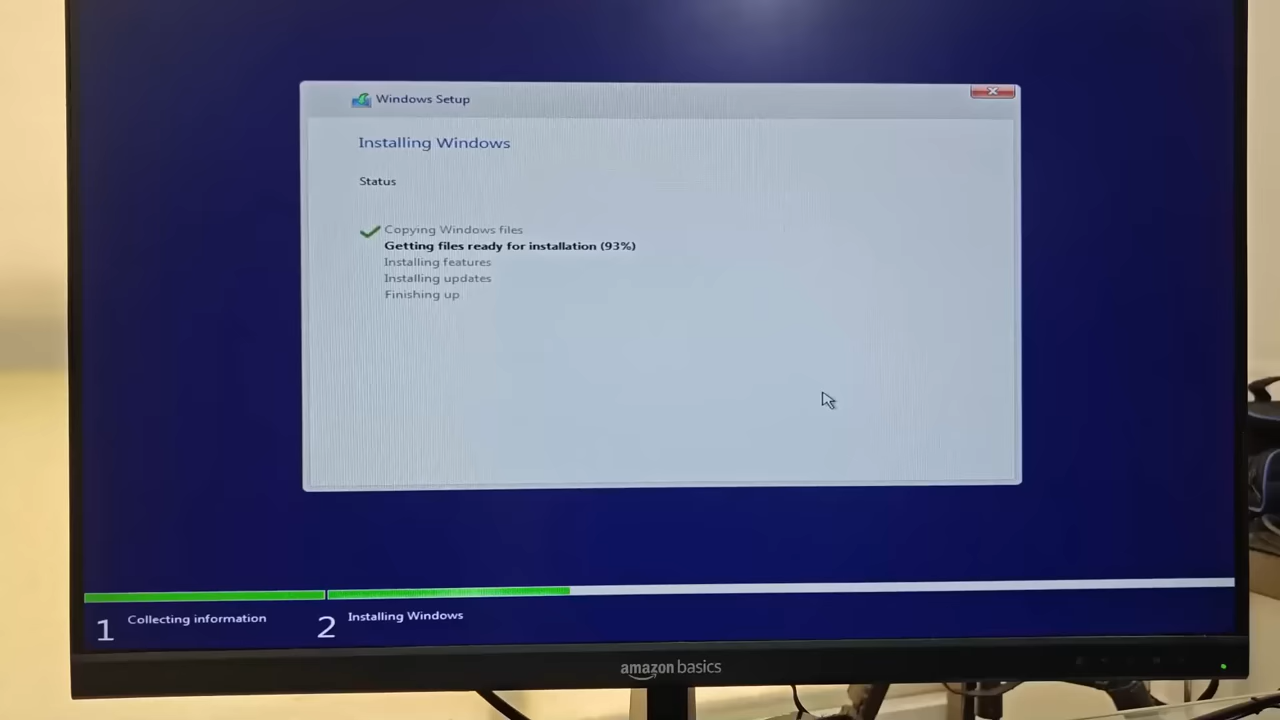 Windows Setup
Installing Windows
Status
Copying Windows files
Getting files ready for installation (93%)
Installing features
Installing updates
Finishing up
1 Collecting information
2 Installing Windows
amazon basics